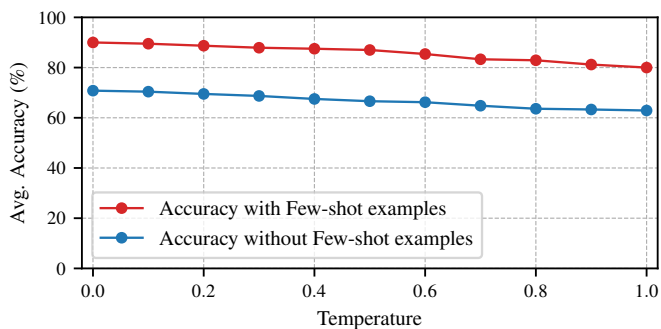 100
80
60
40
20
0
Avg. Accuracy (%)
Accuracy with Few-shot examples
Accuracy without Few-shot examples
0.0 0.2 0.4 0.6 0.8 1.0
Temperature